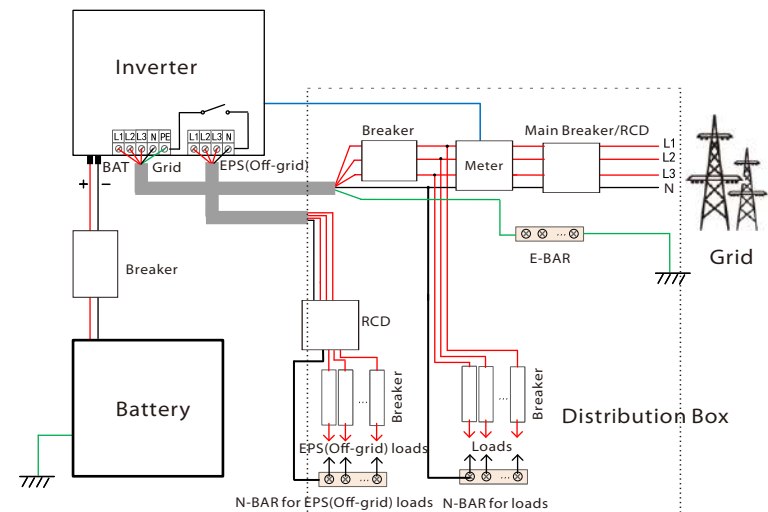 Inverter
L1 L2 L3 N PE
L1 L2 L3 N
BAT
Grid
EPS(Off-grid)
+
−
Breaker
Meter
Main Breaker/RCD
L1
L2
L3
N
E-BAR
Grid
Breaker
RCD
Battery
...
Breaker
...
Breaker
Distribution Box
EPS(Off-grid) loads
Loads
...
...
...
N-BAR for EPS(Off-grid) loads
N-BAR for loads